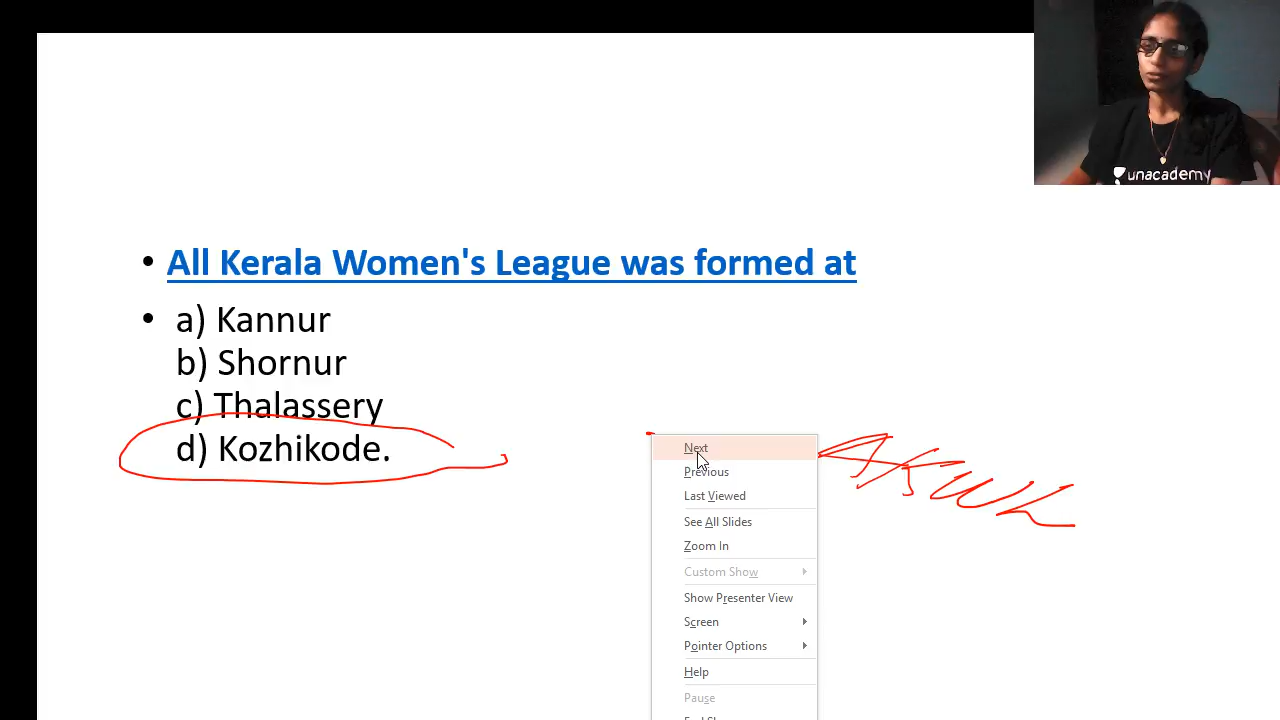 unacademy
• All Kerala Women's League was formed at
• a) Kannur
b) Shornur
c) Thalassery
d) Kozhikode.
AKWL
Next
Previous
Last Viewed
See All Slides
Zoom In
Custom Show
Show Presenter View
Screen
Pointer Options
Help
Pause